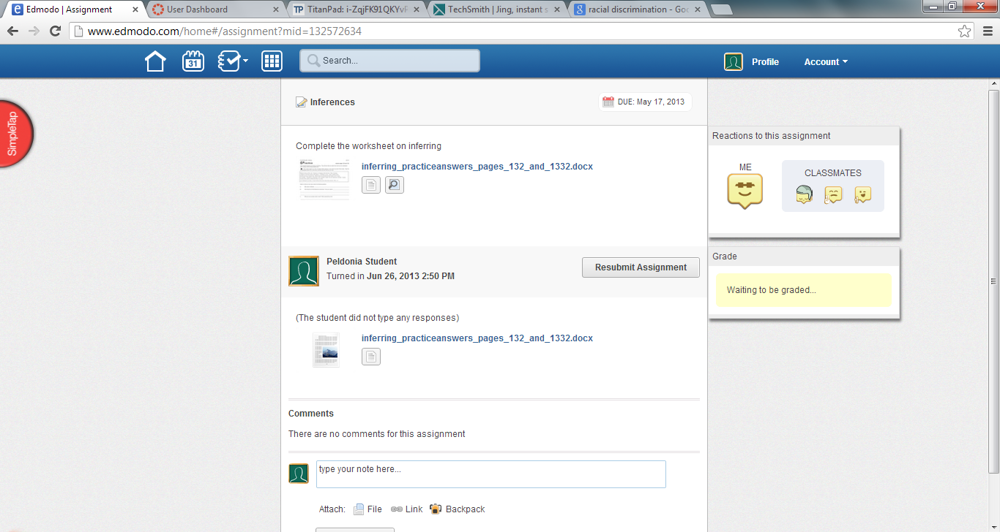 Edmodo | Assignment
User Dashboard
TitanPad: i-ZqjFK91QKYvF
TechSmith | Jing, instant s
racial discrimination - Goo
www.edmodo.com/home#/assignment?mid=132572634
31
Search...
Profile
Account
SimpleTap
Inferences
DUE: May 17, 2013
Complete the worksheet on inferring
inferring_practiceanswers_pages_132_and_1332.docx
Reactions to this assignment
ME
CLASSMATES
Peldonia Student
Turned in Jun 26, 2013 2:50 PM
Resubmit Assignment
Grade
Waiting to be graded...
(The student did not type any responses)
inferring_practiceanswers_pages_132_and_1332.docx
Comments
There are no comments for this assignment
type your note here...
Attach: File Link Backpack